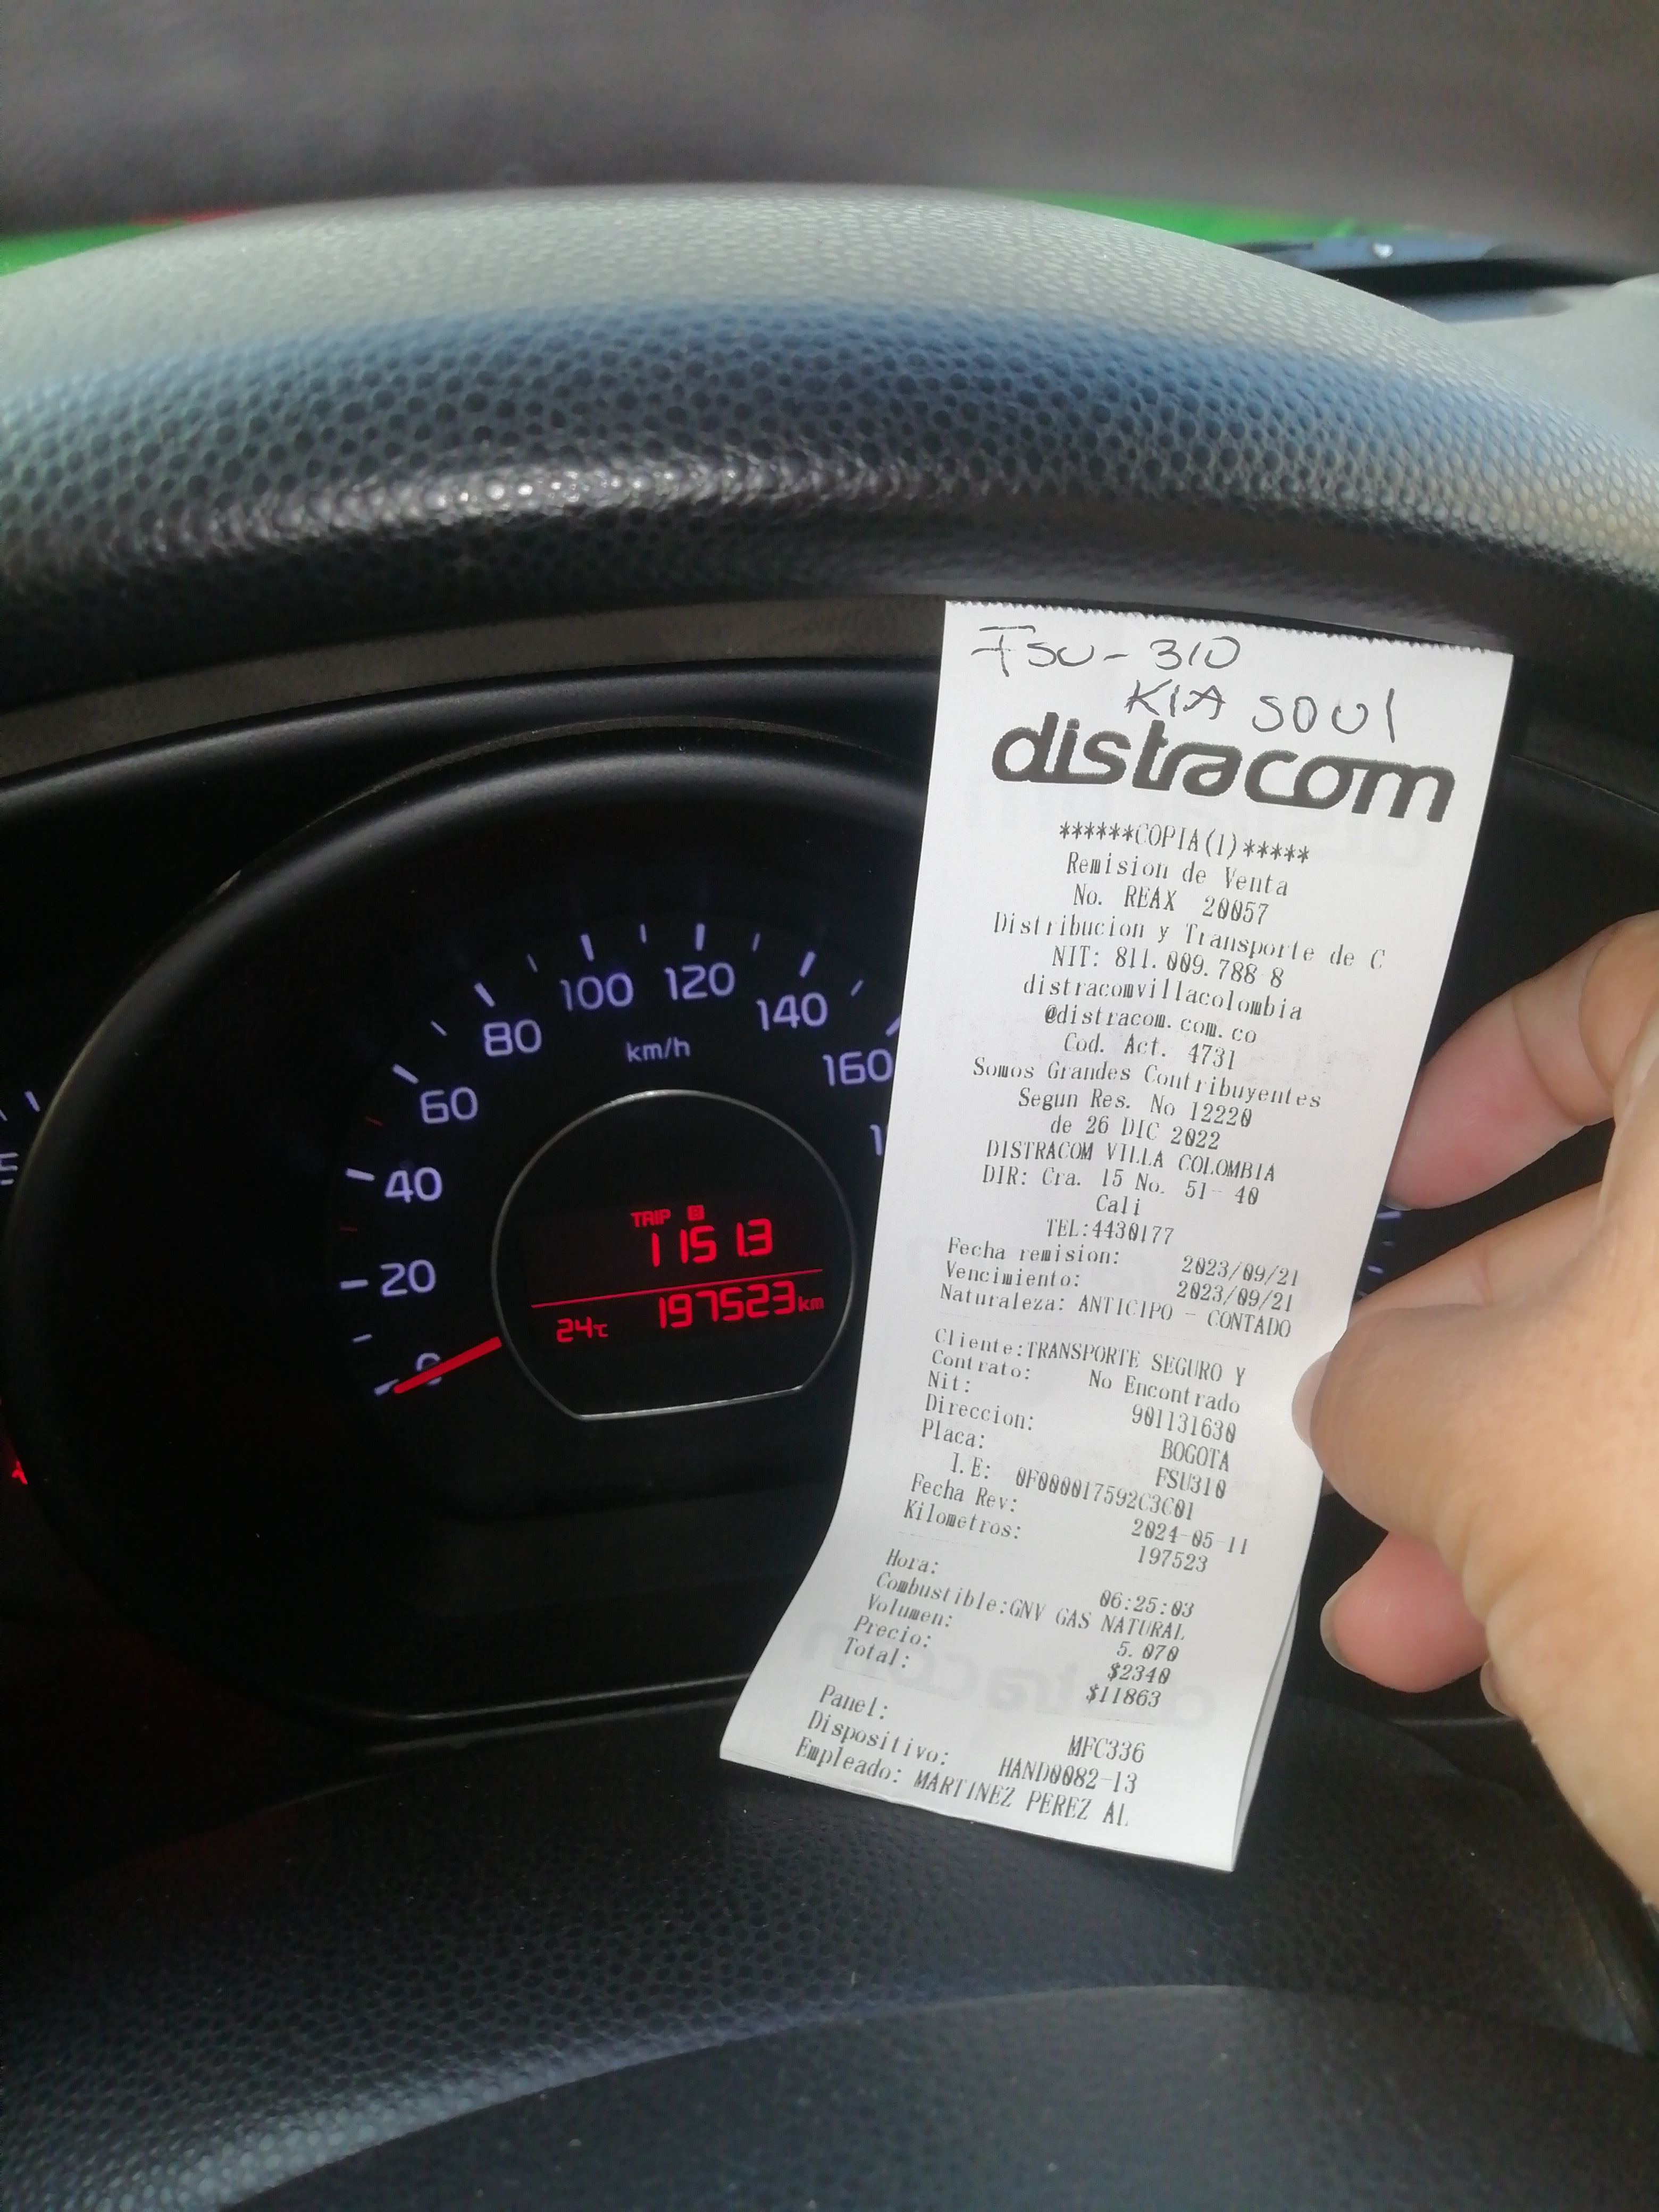 100
120
80
140
km/h
160
60
40
20
0
TRIP B
1151.3
24°C 197523km
FSU-310
KIA SOUl
distracom
******COPIA(1)*****
Remision de Venta
No. REAX 20057
Distribucion y Transporte de C
NIT: 811.009.788-8
distracomvillacolombia
@distracom.com.co
Cod. Act. 4731
Somos Grandes Contribuyentes
Segun Res. No 12220
de 26 DIC 2022
DISTRACOM VILLA COLOMBIA
DIR: Cra. 15 No. 51- 40
Cali
TEL:4430177
Fecha remision: 2023/09/21
Vencimiento: 2023/09/21
Naturaleza: ANTICIPO - CONTADO
Cliente:TRANSPORTE SEGURO Y
Contrato: No Encontrado
Nit: 901131630
Direccion: BOGOTA
Placa: FSU310
I.E: 0F000017592C3C01
Fecha Rev: 2024-05-11
Kilometros: 197523
Hora: 06:25:03
Combustible:GNV GAS NATURAL
Volumen: 5.070
Precio: $2340
Total: $11863
Panel: MFC336
Dispositivo: HAND0082-13
Empleado: MARTINEZ PEREZ AL